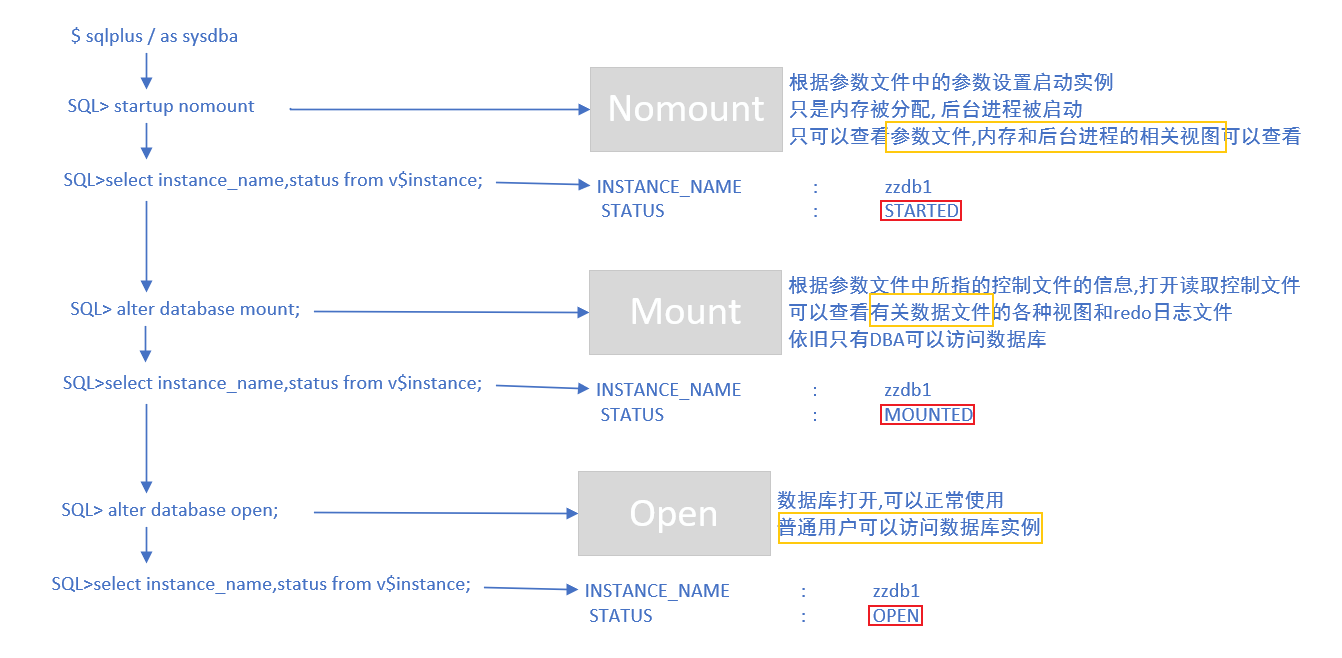 $ sqlplus / as sysdba
SQL> startup nomount
Nomount
根据参数文件中的参数设置启动实例
只是内存被分配, 后台进程被启动
只可以查看参数文件,内存和后台进程的相关视图可以查看
SQL>select instance_name,status from v$instance;
INSTANCE_NAME : zzdb1
STATUS : STARTED
SQL> alter database mount;
Mount
根据参数文件中所指的控制文件的信息,打开读取控制文件
可以查看有关数据文件的各种视图和redo日志文件
依旧只有DBA可以访问数据库
SQL>select instance_name,status from v$instance;
INSTANCE_NAME : zzdb1
STATUS : MOUNTED
SQL> alter database open;
Open
数据库打开,可以正常使用
普通用户可以访问数据库实例
SQL>select instance_name,status from v$instance;
INSTANCE_NAME : zzdb1
STATUS : OPEN